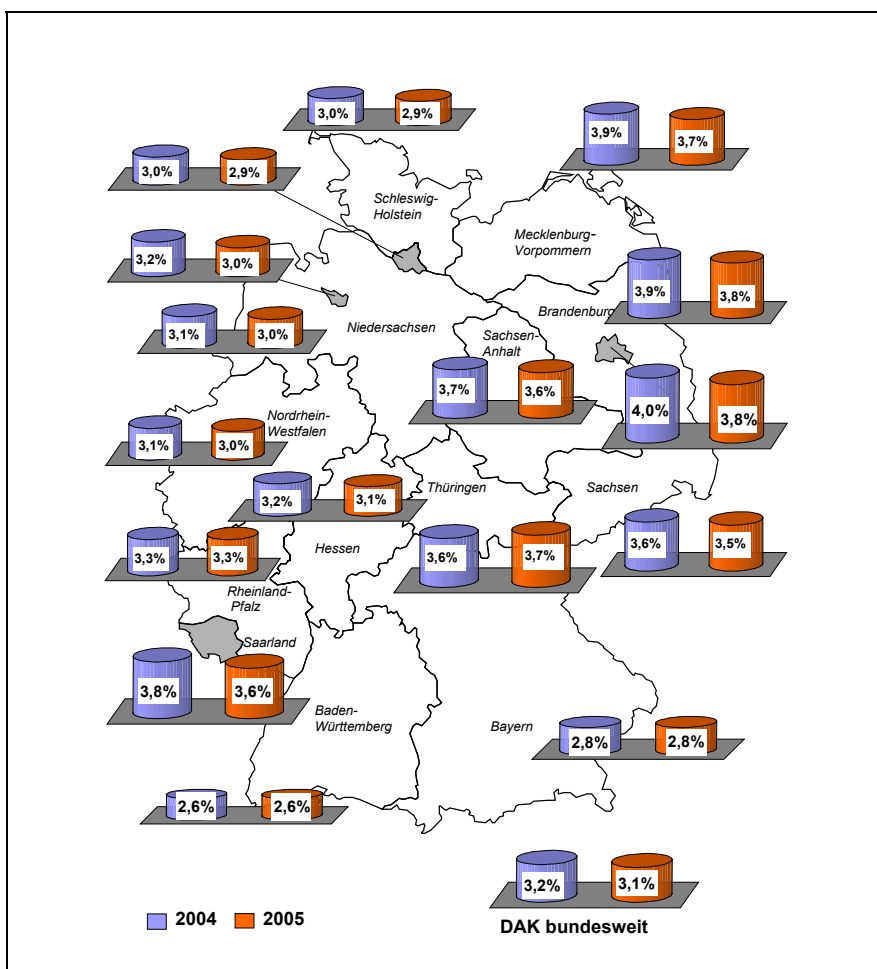 3,0% 2,9%
3,9% 3,7%
3,0% 2,9%
Schleswig-
Holstein
Mecklenburg-
Vorpommern
3,2% 3,0%
3,9% 3,8%
Brandenburg
3,1% 3,0%
Niedersachsen
Sachsen-
Anhalt
3,7% 3,6%
4,0% 3,8%
Nordrhein-
Westfalen
3,1% 3,0%
3,2% 3,1%
Thüringen
Sachsen
3,3% 3,3%
Hessen
3,6% 3,7%
3,6% 3,5%
Rheinland-
Pfalz
Saarland
3,8% 3,6%
Baden-
Württemberg
Bayern
2,8% 2,8%
2,6% 2,6%
3,2% 3,1%
2004 2005
DAK bundesweit